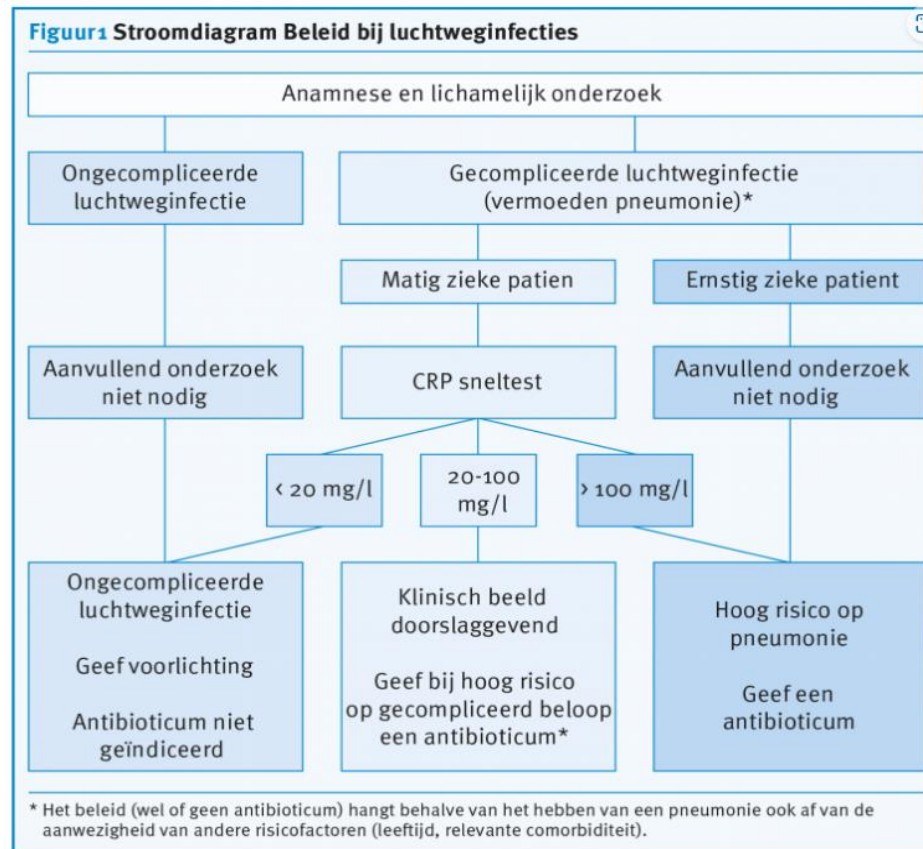 Figuur1 Stroomdiagram Beleid bij luchtweginfecties
Anamnese en lichamelijk onderzoek
Ongecompliceerde
luchtweginfectie
Gecompliceerde luchtweginfectie
(vermoeden pneumonie)*
Matig zieke patien
Ernstig zieke patient
Aanvullend onderzoek
niet nodig
CRP sneltest
Aanvullend onderzoek
niet nodig
< 20 mg/l
20-100
mg/l
> 100 mg/l
Ongecompliceerde
luchtweginfectie
Geef voorlichting
Antibioticum niet
geïndiceerd
Klinisch beeld
doorslaggevend
Geef bij hoog risico
op gecompliceerd beloop
een antibioticum*
Hoog risico op
pneumonie
Geef een
antibioticum
* Het beleid (wel of geen antibioticum) hangt behalve van het hebben van een pneumonie ook af van de
aanwezigheid van andere risicofactoren (leeftijd, relevante comorbiditeit).